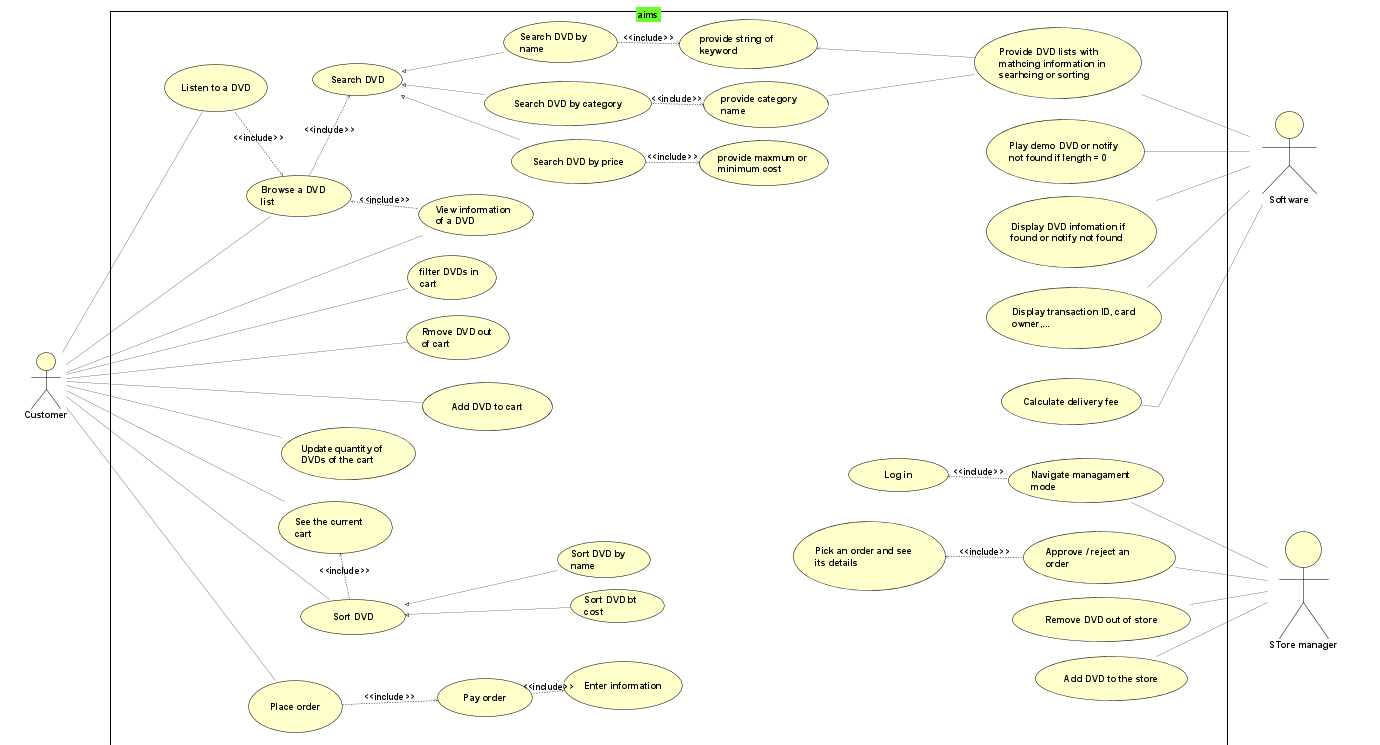 aims
Search DVD by
name
<<include>>
provide string of
keyword
Provide DVD lists with
mathcing information in
searhcing or sorting
Listen to a DVD
Search DVD
Search DVD by category
<<include>>
provide category
name
<<include>>
<<include>>
Search DVD by price
<<include>>
provide maxmum or
minimum cost
Play demo DVD or notify
not found if length = 0
Software
Browse a DVD
list
<<include>>
View information
of a DVD
Display DVD infomation if
found or notify not found
filter DVDs in
cart
Display transaction ID, card
owner,...
Rmove DVD out
of cart
Customer
Add DVD to cart
Calculate delivery fee
Update quantity of
DVDs of the cart
Log in
<<include>>
Navigate managament
mode
See the current
cart
Pick an order and see
its details
<<include>>
Approve / reject an
order
<<include>>
Sort DVD by
name
Sort DVD bt
cost
Sort DVD
Remove DVD out of store
STore manager
Add DVD to the store
Place order
<<include>>
Pay order
<<include>>
Enter information